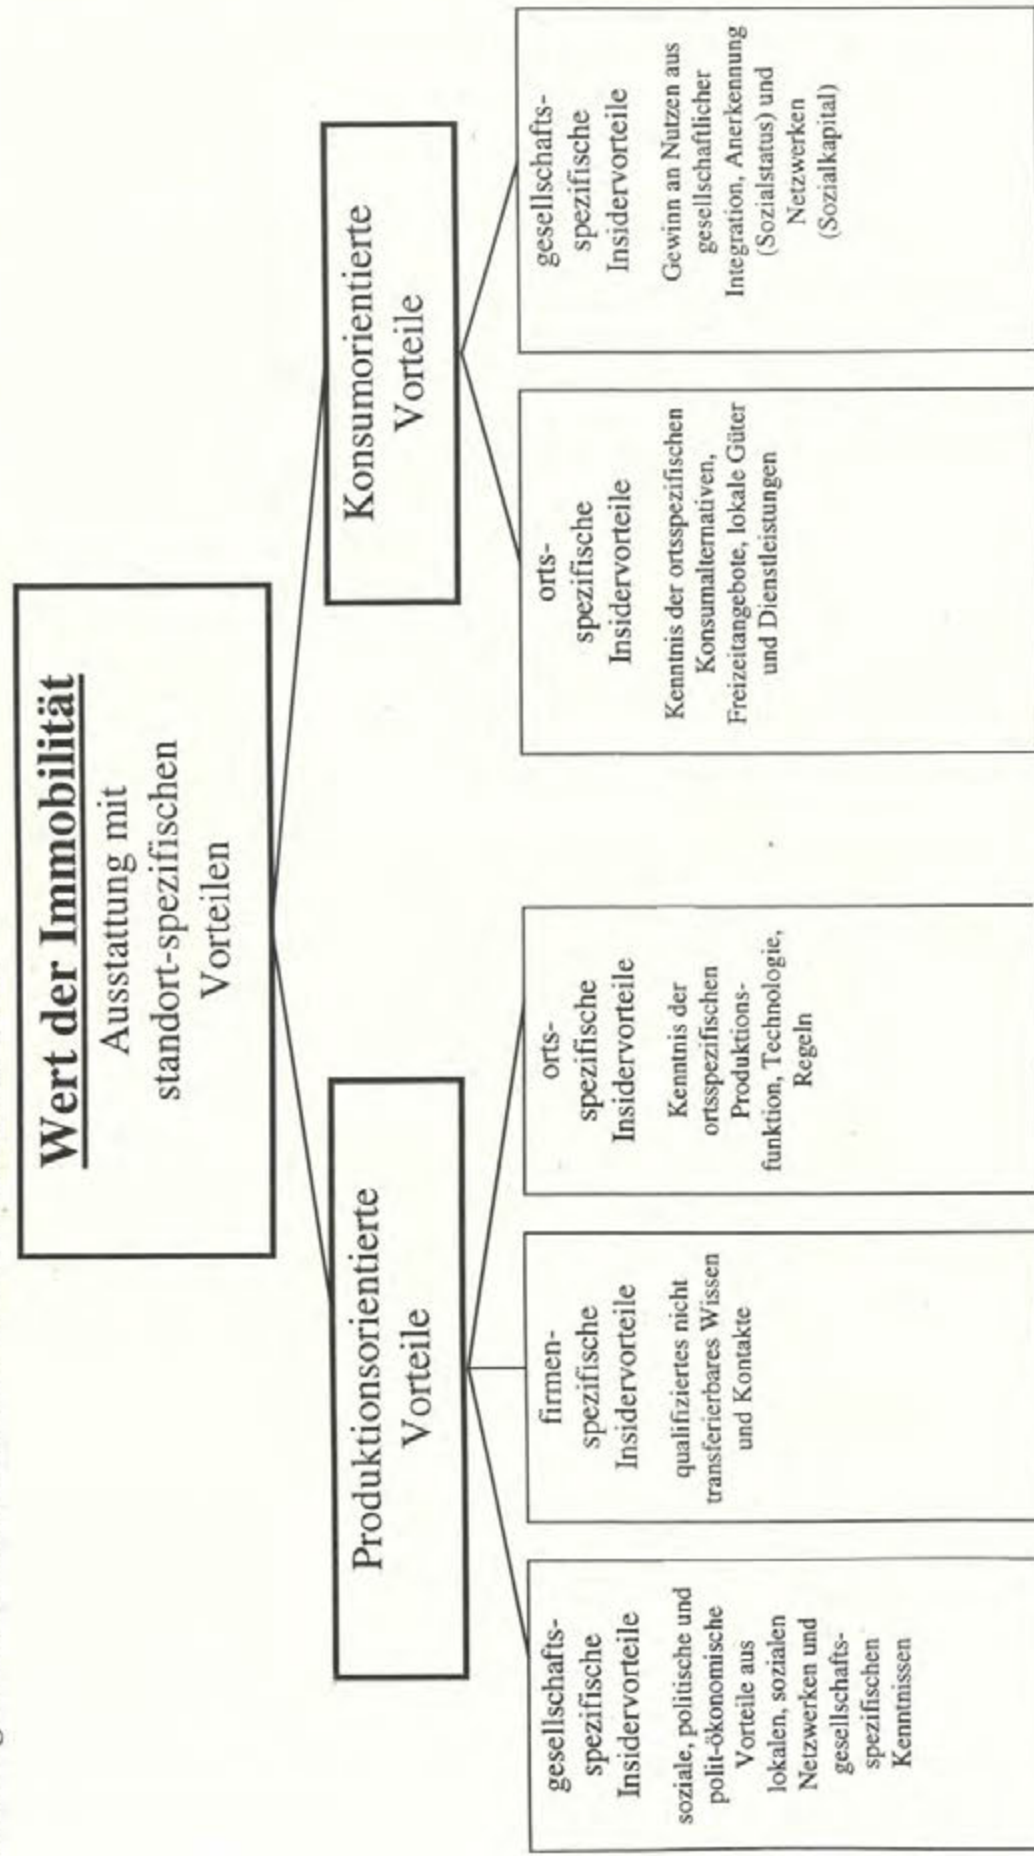 Wert der Immobilität
Ausstattung mit
standort-spezifischen
Vorteilen
Produktionsorientierte
Vorteile
Konsumorientierte
Vorteile
gesellschafts-
spezifische
Insidervorteile
soziale, politische und
polit-ökonomische
Vorteile aus
lokalen, sozialen
Netzwerken und
gesellschafts-
spezifischen
Kenntnissen
firmen-
spezifische
Insidervorteile
qualifiziertes nicht
transferierbares Wissen
und Kontakte
orts-
spezifische
Insidervorteile
Kenntnis der
ortsspezifischen
Produktions-
funktion, Technologie,
Regeln
orts-
spezifische
Insidervorteile
Kenntnis der ortsspezifischen
Konsumalternativen,
Freizeitangebote, lokale Güter
und Dienstleistungen
gesellschafts-
spezifische
Insidervorteile
Gewinn an Nutzen aus
gesellschaftlicher
Integration, Anerkennung
(Sozialstatus) und
Netzwerken
(Sozialkapital)